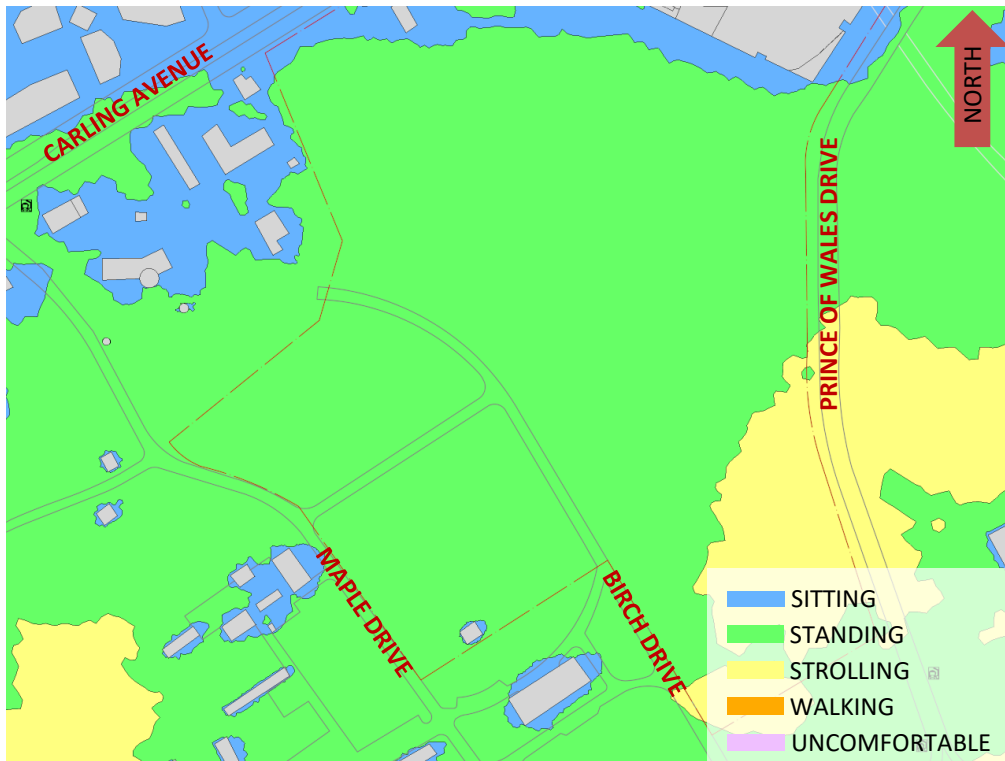 CARLING AVENUE
NORTH
PRINCE OF WALES DRIVE
MAPLE DRIVE
BIRCH DRIVE
SITTING
STANDING
STROLLING
WALKING
UNCOMFORTABLE